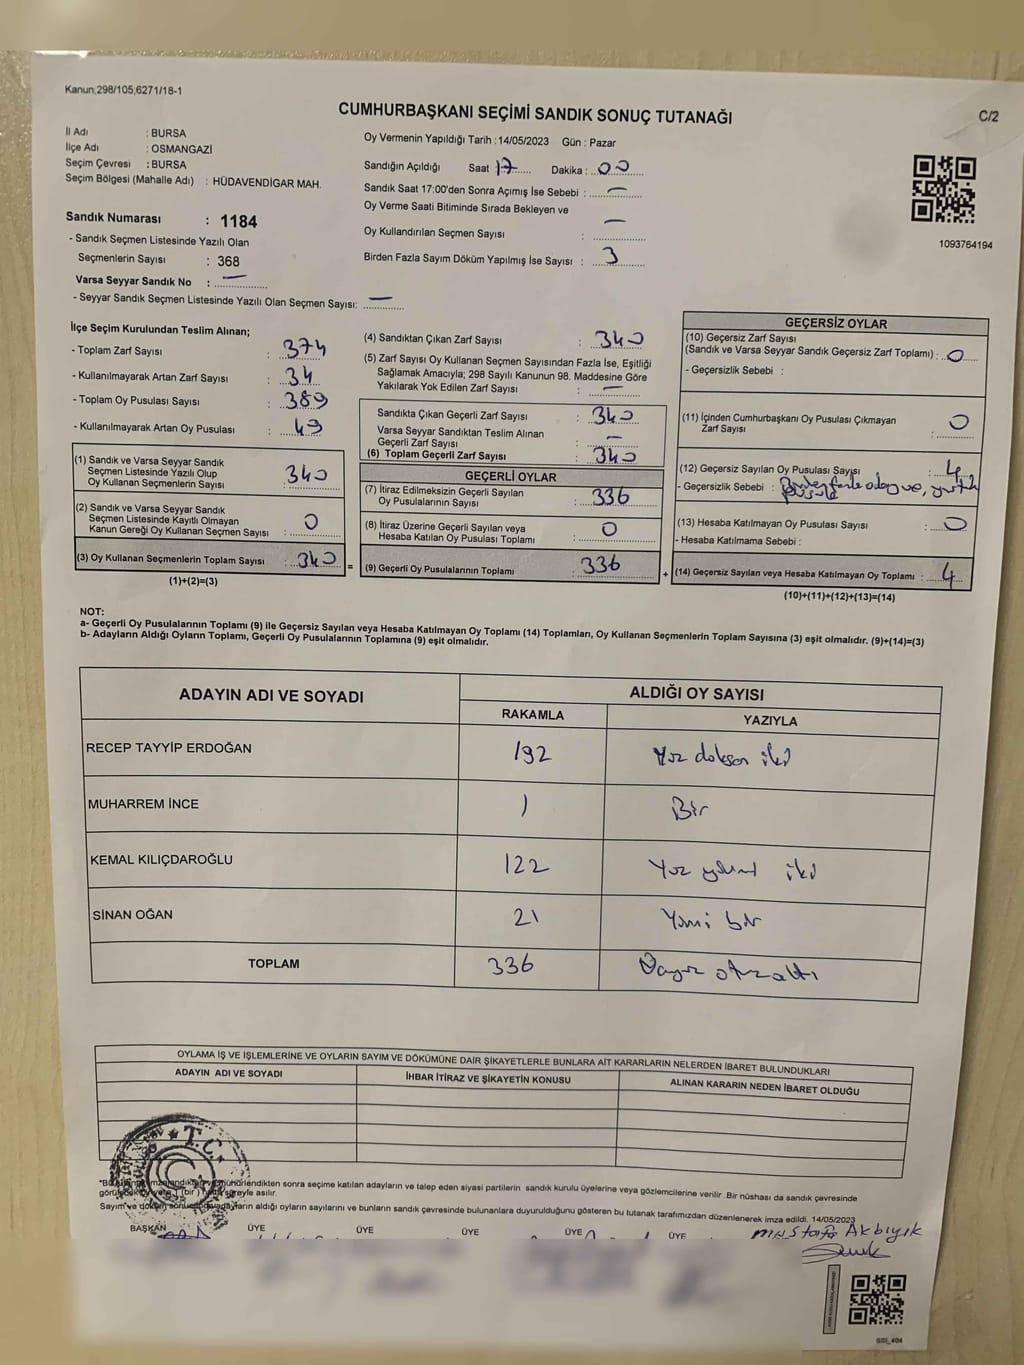 Kanun;298/105,6271/18-1
CUMHURBAŞKANI SEÇİMİ SANDIK SONUÇ TUTANAĞI
C/2
İl Adı : BURSA
İlçe Adı : OSMANGAZİ
Seçim Çevresi : BURSA
Seçim Bölgesi (Mahalle Adı) : HÜDAVENDİGAR MAH.
Sandık Numarası : 1184
- Sandık Seçmen Listesinde Yazılı Olan
Seçmenlerin Sayısı : 368
Varsa Seyyar Sandık No : —
- Seyyar Sandık Seçmen Listesinde Yazılı Olan Seçmen Sayısı: —
Oy Vermenin Yapıldığı Tarih : 14/05/2023 Gün : Pazar
Sandığın Açıldığı Saat 17 Dakika : 00
Sandık Saat 17:00'den Sonra Açımış İse Sebebi : —
Oy Verme Saati Bitiminde Sırada Bekleyen ve
Oy Kullandırılan Seçmen Sayısı : —
Birden Fazla Sayım Döküm Yapılmış İse Sayısı : 3
1093764194
İlçe Seçim Kurulundan Teslim Alınan;
- Toplam Zarf Sayısı : 374
- Kullanılmayarak Artan Zarf Sayısı : 34
- Toplam Oy Pusulası Sayısı : 389
- Kullanılmayarak Artan Oy Pusulası : 49
(1) Sandık ve Varsa Seyyar Sandık
Seçmen Listesinde Yazılı Olup
Oy Kullanan Seçmenlerin Sayısı : 340
(2) Sandık ve Varsa Seyyar Sandık
Seçmen Listesinde Kayıtlı Olmayan
Kanun Gereği Oy Kullanan Seçmen Sayısı : 0
(3) Oy Kullanan Seçmenlerin Toplam Sayısı : 340
(1)+(2)=(3)
=
(4) Sandıktan Çıkan Zarf Sayısı : 340
(5) Zarf Sayısı Oy Kullanan Seçmen Sayısından Fazla İse, Eşitliği
Sağlamak Amacıyla; 298 Sayılı Kanunun 98. Maddesine Göre
Yakılarak Yok Edilen Zarf Sayısı : —
Sandıkta Çıkan Geçerli Zarf Sayısı : 340
Varsa Seyyar Sandıktan Teslim Alınan
Geçerli Zarf Sayısı : —
(6) Toplam Geçerli Zarf Sayısı : 340
GEÇERLİ OYLAR
(7) İtiraz Edilmeksizin Geçerli Sayılan
Oy Pusulalarının Sayısı : 336
(8) İtiraz Üzerine Geçerli Sayılan veya
Hesaba Katılan Oy Pusulası Toplamı : 0
(9) Geçerli Oy Pusulalarının Toplamı : 336
+
GEÇERSİZ OYLAR
(10) Geçersiz Zarf Sayısı
(Sandık ve Varsa Seyyar Sandık Geçersiz Zarf Toplamı) : 0
- Geçersizlik Sebebi :
(11) İçinden Cumhurbaşkanı Oy Pusulası Çıkmayan
Zarf Sayısı : 0
(12) Geçersiz Sayılan Oy Pusulası Sayısı : 4
- Geçersizlik Sebebi :
(13) Hesaba Katılmayan Oy Pusulası Sayısı : 0
- Hesaba Katılmama Sebebi :
(14) Geçersiz Sayılan veya Hesaba Katılmayan Oy Toplamı : 4
(10)+(11)+(12)+(13)=(14)
NOT:
a- Geçerli Oy Pusulalarının Toplamı (9) ile Geçersiz Sayılan veya Hesaba Katılmayan Oy Toplamı (14) Toplamları, Oy Kullanan Seçmenlerin Toplam Sayısına (3) eşit olmalıdır. (9)+(14)=(3)
b- Adayların Aldığı Oyların Toplamı, Geçerli Oy Pusulalarının Toplamına (9) eşit olmalıdır.
ADAYIN ADI VE SOYADI ALDIĞI OY SAYISI
RAKAMLA YAZIYLA
RECEP TAYYİP ERDOĞAN 192 Yüz doksan iki
MUHARREM İNCE 1 Bir
KEMAL KILIÇDAROĞLU 122 Yüz yirmi iki
SİNAN OĞAN 21 Yirmi bir
TOPLAM 336 Üçyüz otuzaltı
OYLAMA İŞ VE İŞLEMLERİNE VE OYLARIN SAYIM VE DÖKÜMÜNE DAİR ŞİKAYETLERLE BUNLARA AİT KARARLARIN NELERDEN İBARET BULUNDUKLARI
ADAYIN ADI VE SOYADI İHBAR İTİRAZ VE ŞİKAYETİN KONUSU ALINAN KARARIN NEDEN İBARET OLDUĞU
T.C.
mühürlendikten sonra seçime katılan adayların ve talep eden siyasi partilerin sandık kurulu üyelerine veya gözlemcilerine verilir. Bir nüshası da sandık çevresinde
(bir) süreyle asılır.
Sayım ve döküm adayların aldığı oyların sayılarını ve bunların sandık çevresinde bulunanlara duyurulduğunu gösteren bu tutanak tarafımızdan düzenlenerek imza edildi. 14/05/2023
BAŞKAN ÜYE ÜYE ÜYE ÜYE ÜYE
Mustafa Akbıyık